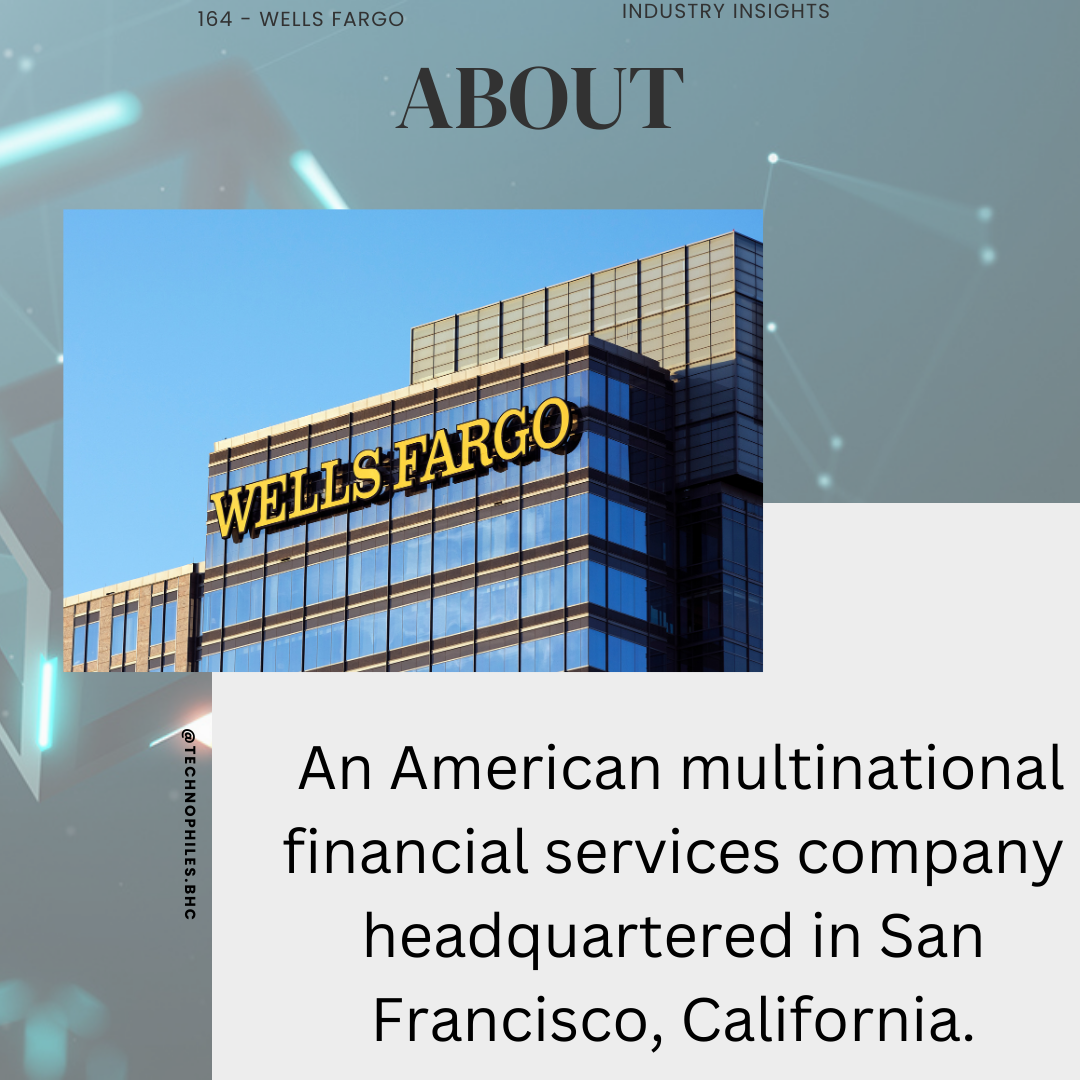 164 - WELLS FARGO
INDUSTRY INSIGHTS
ABOUT
WELLS FARGO
@TECHNOPHILES.BHC
An American multinational
financial services company
headquartered in San
Francisco, California.